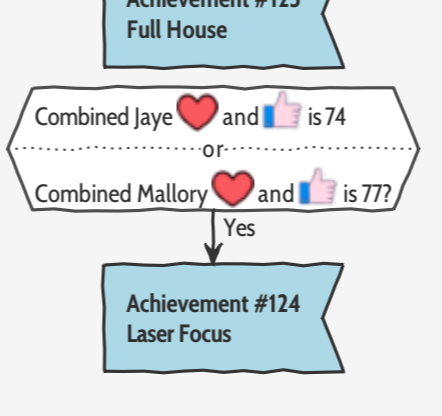 Achievement #123
Full House
Combined Jaye ❤️ and 👍 is 74
or
Combined Mallory ❤️ and 👍 is 77?
Yes
Achievement #124
Laser Focus